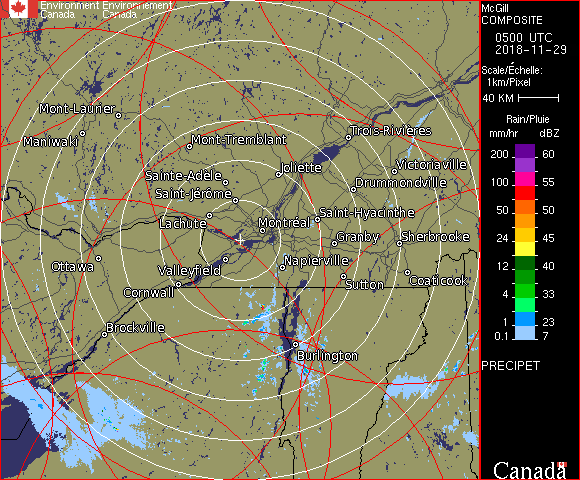 Environment Environnement
Canada Canada
McGill
COMPOSITE
0500 UTC
2018-11-29
Scale/Échelle:
1km/Pixel
40 KM
Rain/Pluie
mm/hr dBZ
200 60
100 55
50 50
24 45
12 40
4 33
1 23
0.1 7
PRECIPET
Canada
Mont-Laurier
Maniwaki
Mont-Tremblant
Trois-Rivières
Sainte-Adèle
Joliette
Victoriaville
Saint-Jérôme
Drummondville
Lachute
Montréal
Saint-Hyacinthe
Granby
Sherbrooke
Ottawa
Valleyfield
Napierville
Cornwall
Sutton
Coaticook
Brockville
Burlington